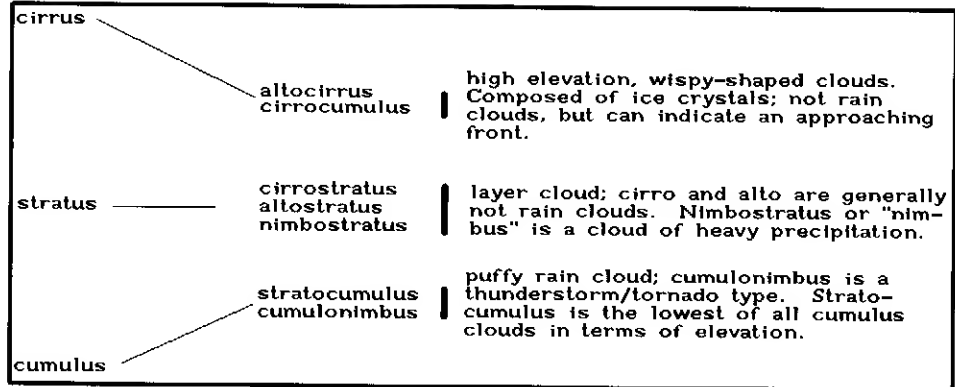 cirrus
altocirrus
cirrocumulus
high elevation, wispy-shaped clouds.
Composed of ice crystals; not rain
clouds, but can indicate an approaching
front.
stratus
cirrostratus
altostratus
nimbostratus
layer cloud; cirro and alto are generally
not rain clouds. Nimbostratus or "nim-
bus" is a cloud of heavy precipitation.
stratocumulus
cumulonimbus
puffy rain cloud; cumulonimbus is a
thunderstorm/tornado type. Strato-
cumulus is the lowest of all cumulus
clouds in terms of elevation.
cumulus